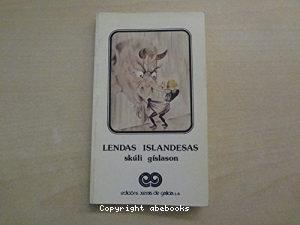 LENDAS ISLANDESAS
skúli gíslason
edicións xerais de galicia s.a.
Copyright abebooks